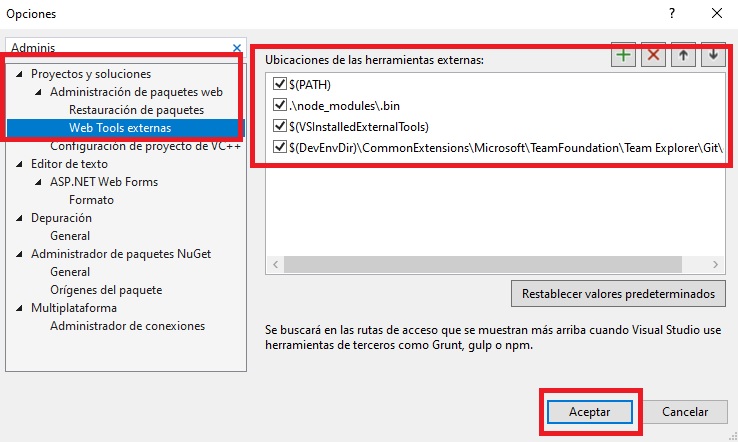 Opciones
?
Adminis
Proyectos y soluciones
Administración de paquetes web
Restauración de paquetes
Web Tools externas
Configuración de proyecto de VC++
Editor de texto
ASP.NET Web Forms
Formato
Depuración
General
Administrador de paquetes NuGet
General
Orígenes del paquete
Multiplataforma
Administrador de conexiones
Ubicaciones de las herramientas externas:
$(PATH)
.\node_modules\.bin
$(VSInstalledExternalTools)
$(DevEnvDir)\CommonExtensions\Microsoft\TeamFoundation\Team Explorer\Git\
Restablecer valores predeterminados
Se buscará en las rutas de acceso que se muestran más arriba cuando Visual Studio use
herramientas de terceros como Grunt, gulp o npm.
Aceptar
Cancelar